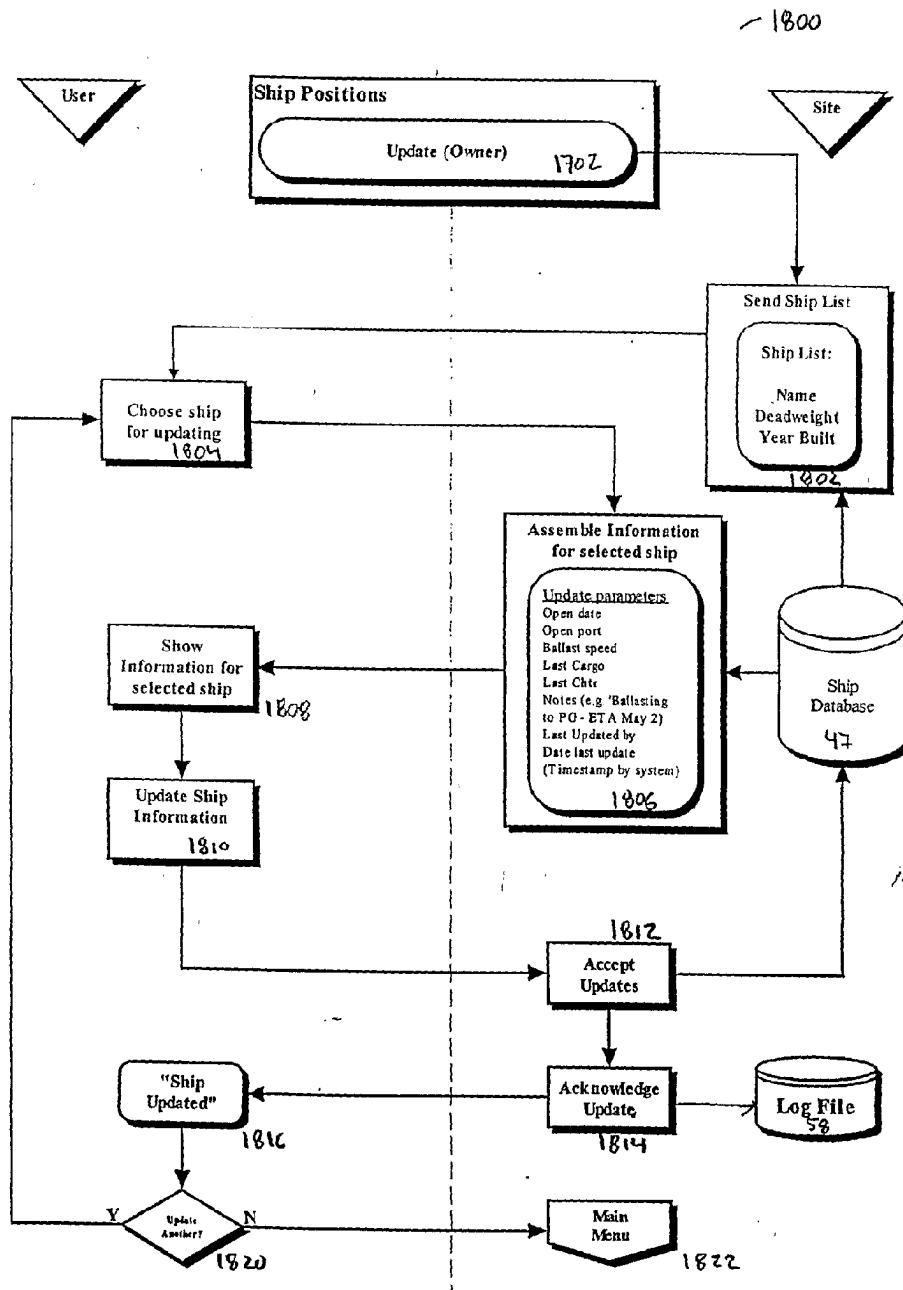 1800
User
Ship Positions
Site
Update (Owner)
1702
Send Ship List
Ship List:
Name
Deadweight
Year Built
1802
Choose ship
for updating
1804
Assemble Information
for selected ship
Update parameters
Open date
Open port
Ballast speed
Last Cargo
Last Chtr
Notes (e.g. 'Ballasting
to PG - ETA May 2)
Last Updated by
Date last update
(Timestamp by system)
1806
Show
Information for
selected ship
1808
Ship
Database
47
Update Ship
Information
1810
1812
Accept
Updates
"Ship
Updated"
1816
Acknowledge
Update
1814
Log File
58
Y
Update
Another?
N
1820
Main
Menu
1822